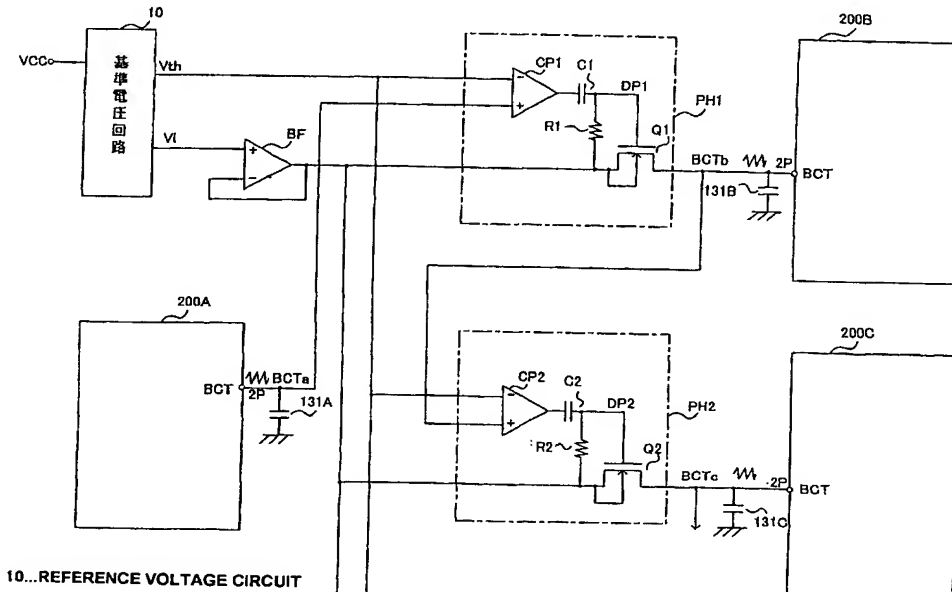 10
VCC
基準電圧回路
Vth
Vi
BF
CP1
C1
DP1
R1
Q1
PH1
BCTb
2P
131B
BCT
200B
200A
BCT
BCTa
2P
131A
CP2
C2
DP2
R2
Q2
PH2
BCTc
2P
131C
BCT
200C
10...REFERENCE VOLTAGE CIRCUIT